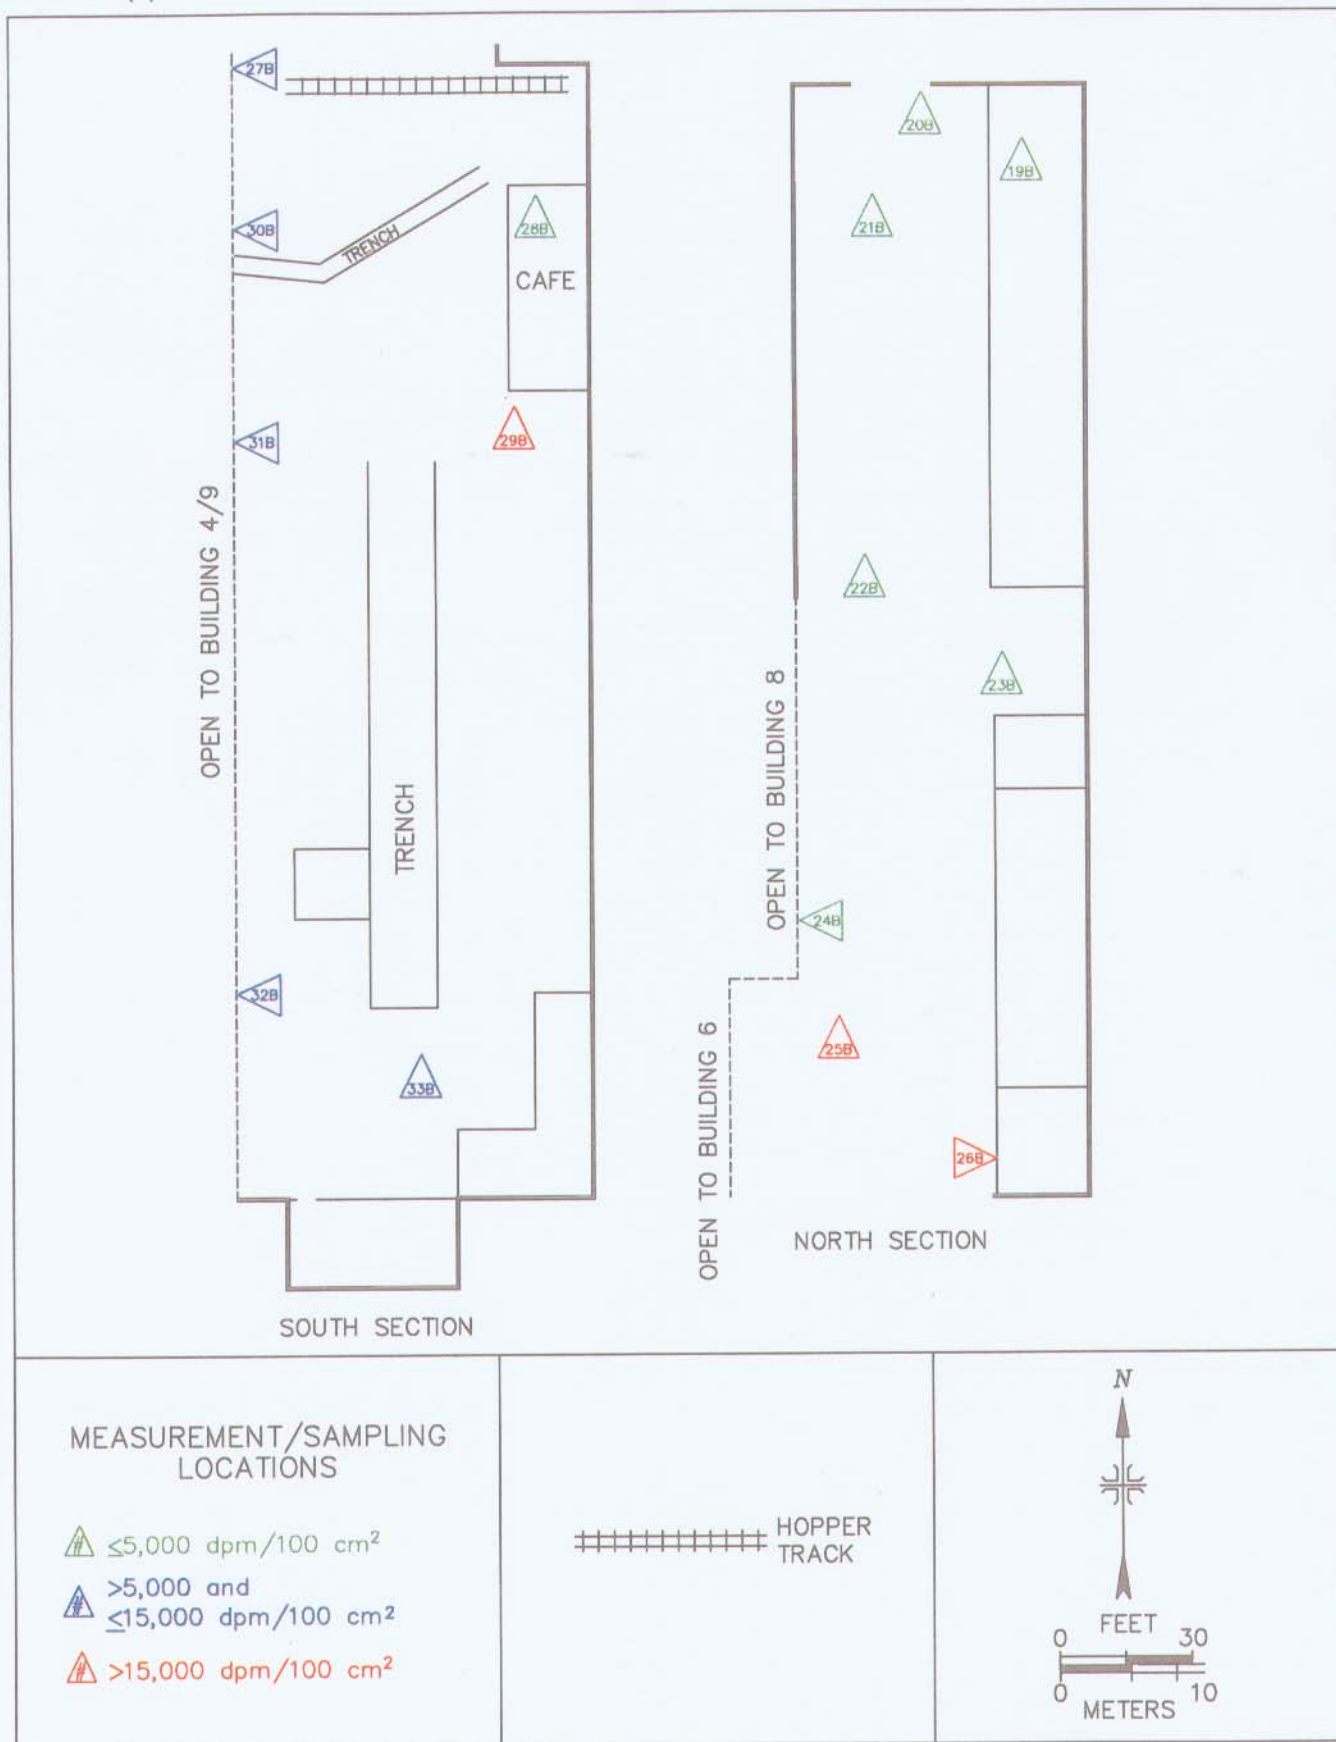 27B
20B
19B
30B
TRENCH
28B
21B
CAFE
31B
29B
OPEN TO BUILDING 4/9
22B
OPEN TO BUILDING 8
23B
TRENCH
24B
32B
25B
OPEN TO BUILDING 6
33B
26B
NORTH SECTION
SOUTH SECTION
MEASUREMENT/SAMPLING
LOCATIONS
# ≤5,000 dpm/100 cm²
# >5,000 and
≤15,000 dpm/100 cm²
# >15,000 dpm/100 cm²
HOPPER
TRACK
N
FEET
0 30
0 10
METERS